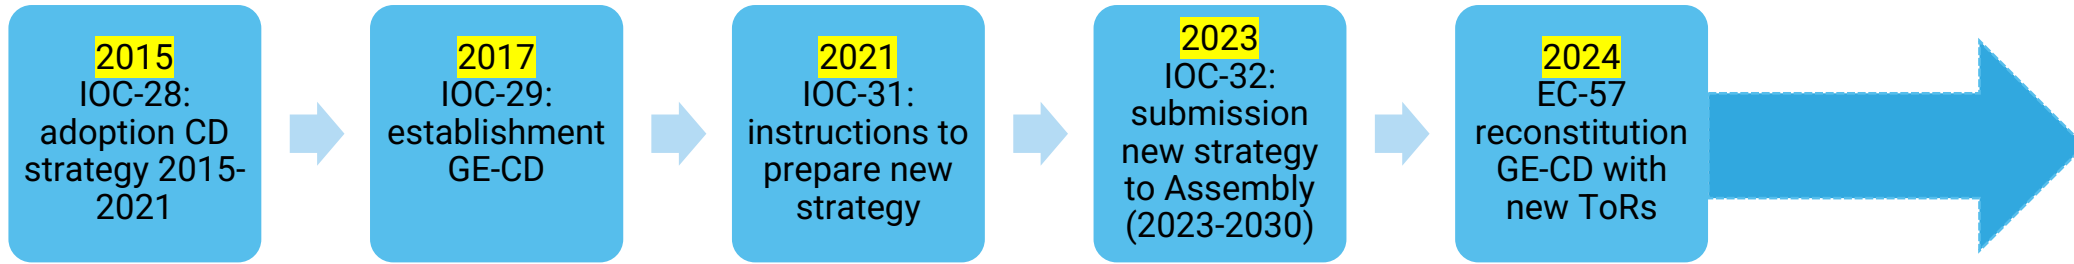 2015
IOC-28:
adoption CD
strategy 2015-
2021
2017
IOC-29:
establishment
GE-CD
2021
IOC-31:
instructions to
prepare new
strategy
2023
IOC-32:
submission
new strategy
to Assembly
(2023-2030)
2024
EC-57
reconstitution
GE-CD with
new ToRs